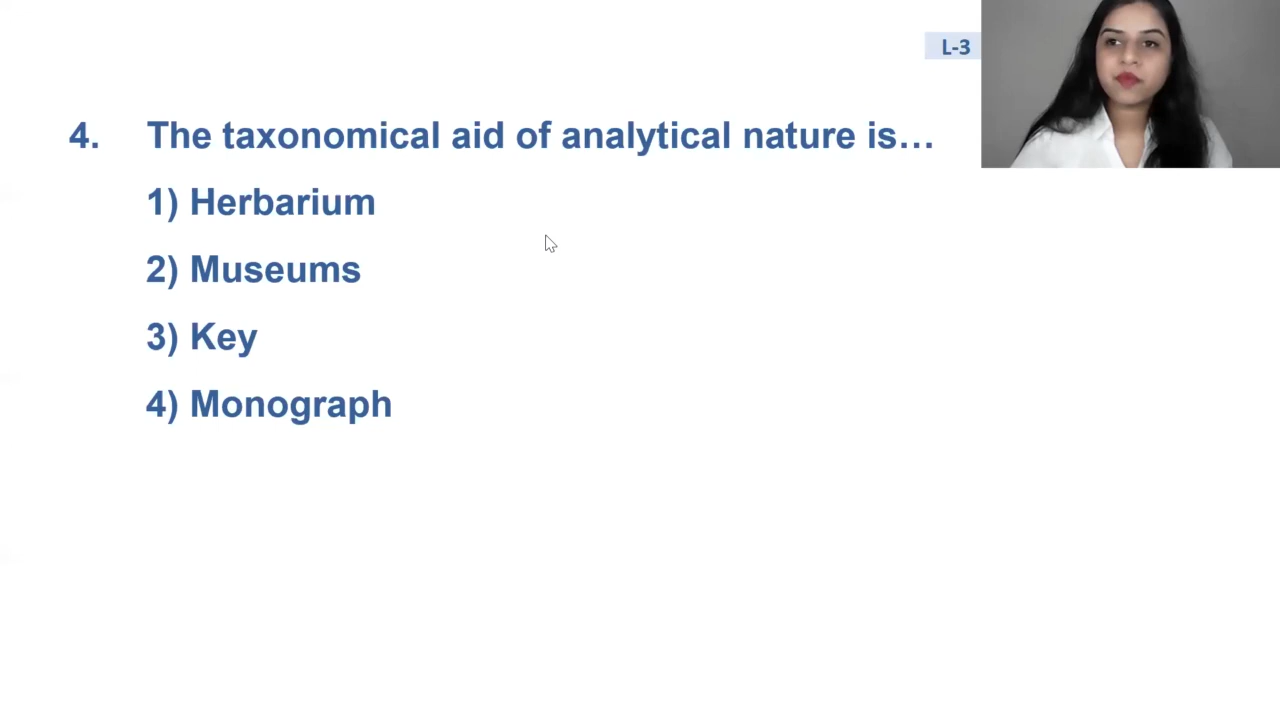 L-3
4. The taxonomical aid of analytical nature is…
1) Herbarium
2) Museums
3) Key
4) Monograph